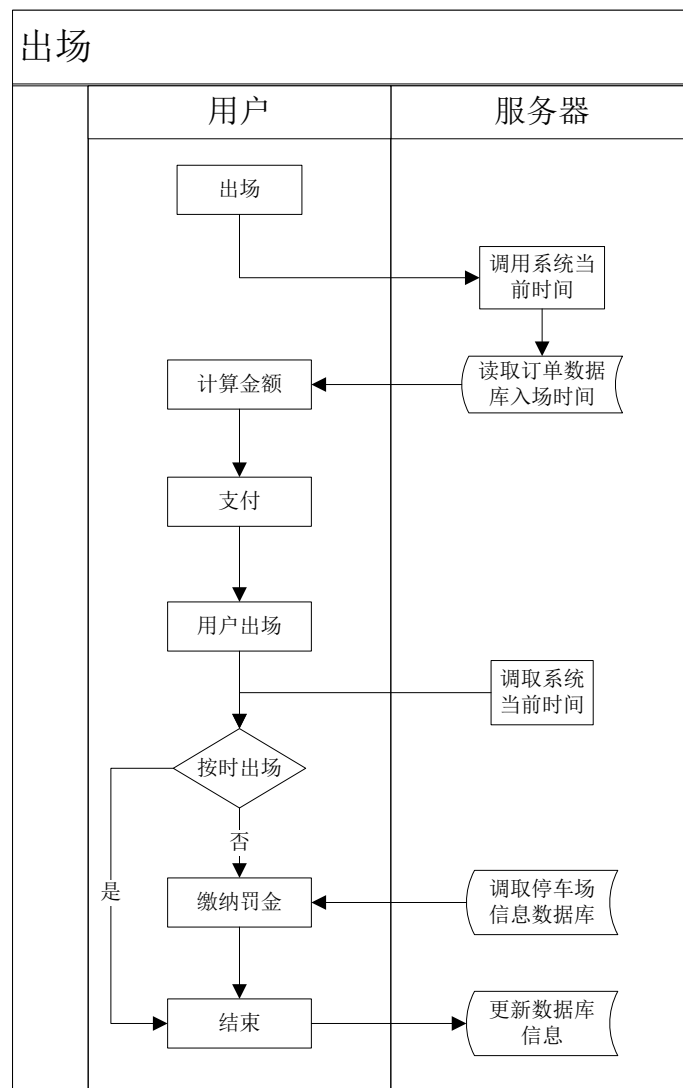 出场
用户
服务器
出场
调用系统当
前时间
读取订单数据
库入场时间
计算金额
支付
用户出场
调取系统
当前时间
按时出场
否
是
缴纳罚金
调取停车场
信息数据库
结束
更新数据库
信息